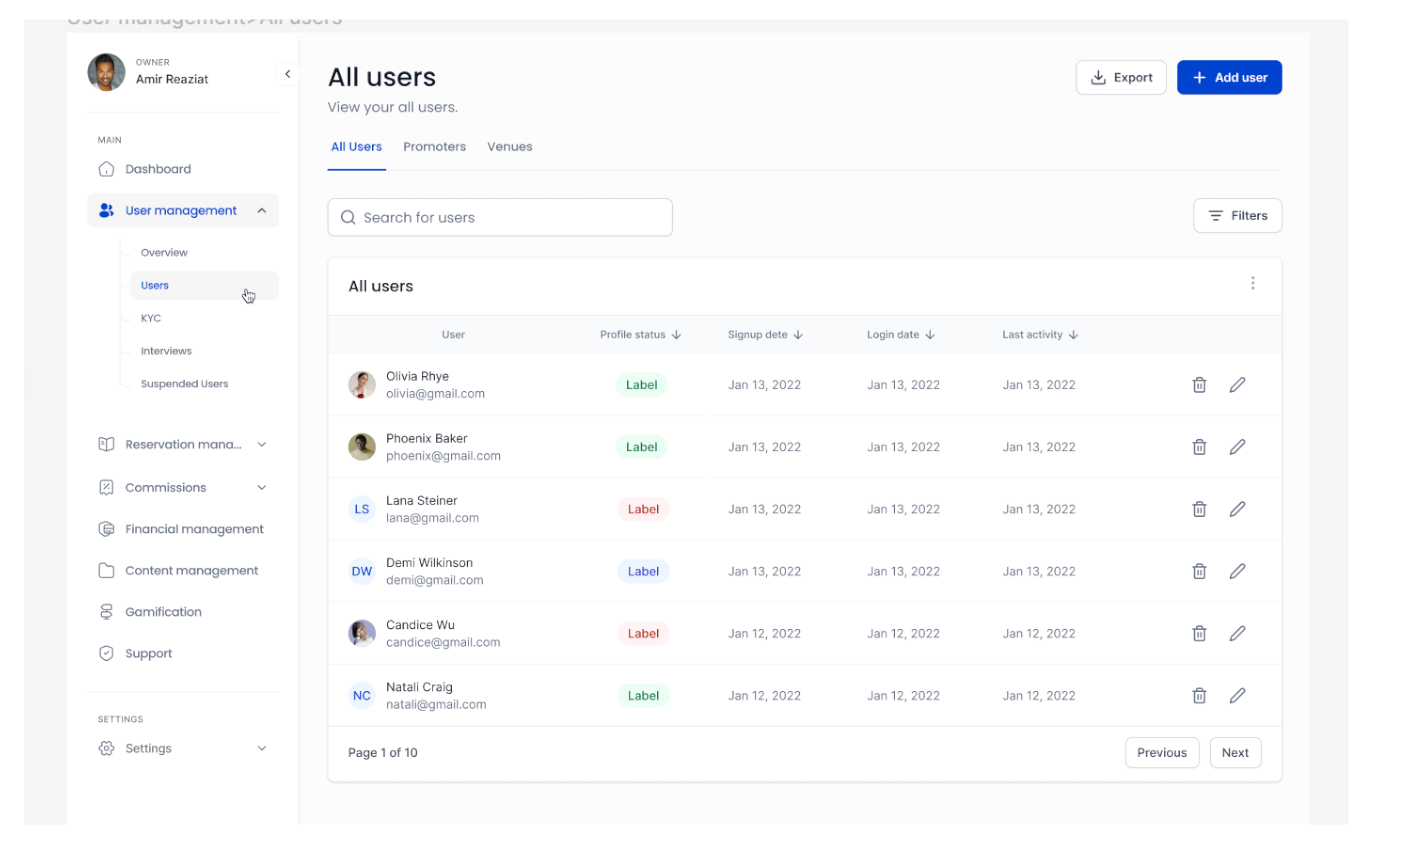 User management>All users
OWNER
Amir Reaziat
MAIN
Dashboard
User management
Overview
Users
KYC
Interviews
Suspended Users
Reservation mana...
Commissions
Financial management
Content management
Gamification
Support
SETTINGS
Settings
All users
View your all users.
Export
Add user
All Users Promoters Venues
Search for users
Filters
All users
User Profile status Signup dete Login date Last activity
Olivia Rhye
olivia@gmail.com
Label Jan 13, 2022 Jan 13, 2022 Jan 13, 2022
Phoenix Baker
phoenix@gmail.com
Label Jan 13, 2022 Jan 13, 2022 Jan 13, 2022
LS
Lana Steiner
lana@gmail.com
Label Jan 13, 2022 Jan 13, 2022 Jan 13, 2022
DW
Demi Wilkinson
demi@gmail.com
Label Jan 13, 2022 Jan 13, 2022 Jan 13, 2022
Candice Wu
candice@gmail.com
Label Jan 12, 2022 Jan 12, 2022 Jan 12, 2022
NC
Natali Craig
natali@gmail.com
Label Jan 12, 2022 Jan 12, 2022 Jan 12, 2022
Page 1 of 10
Previous Next